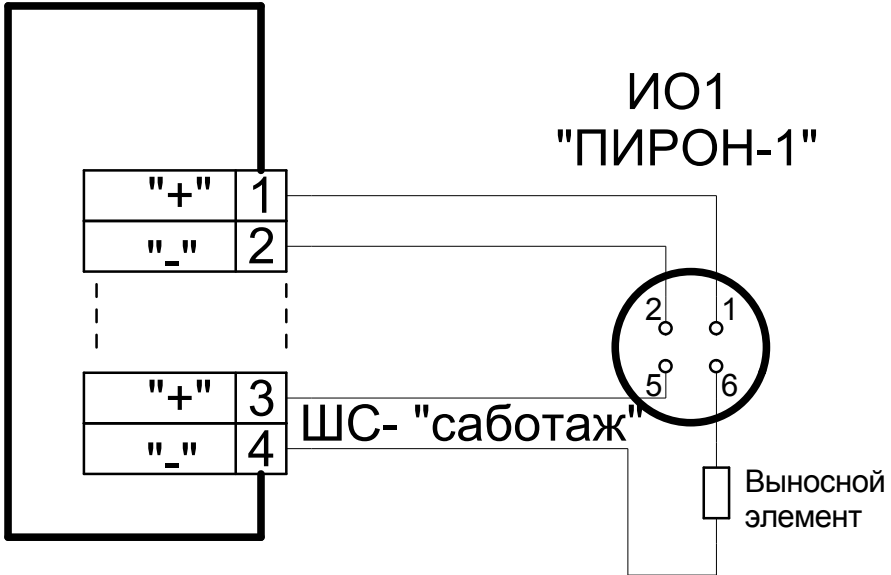 ИО1
"ПИРОН-1"
"+" 1
"-" 2
2 1
5 6
"+" 3
ШС- "саботаж"
"-" 4
Выносной
элемент